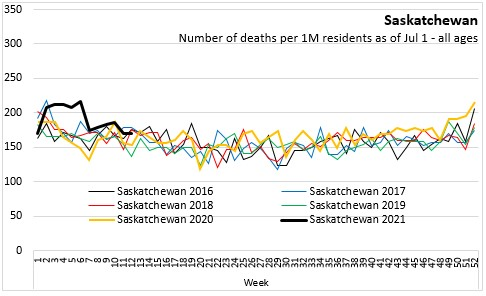 Saskatchewan
Number of deaths per 1M residents as of Jul 1 - all ages
350
300
250
200
150
100
50
0
Saskatchewan 2016 Saskatchewan 2017
Saskatchewan 2018 Saskatchewan 2019
Saskatchewan 2020 Saskatchewan 2021
1 2 3 4 5 6 7 8 9 10 11 12 13 14 15 16 17 18 19 20 21 22 23 24 25 26 27 28 29 30 31 32 33 34 35 36 37 38 39 40 41 42 43 44 45 46 47 48 49 50 51 52
Week